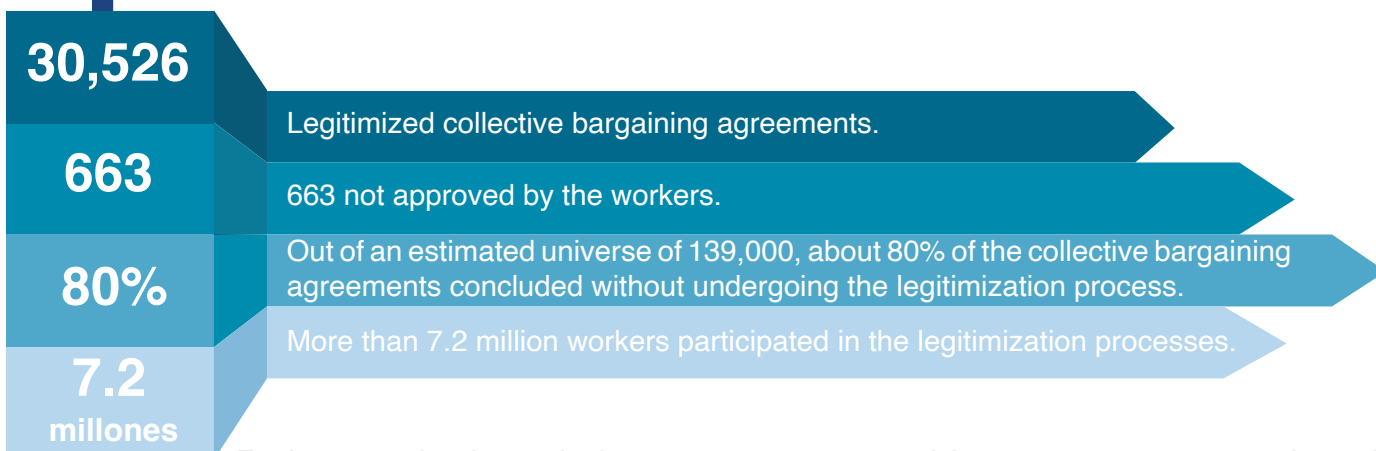 30,526
Legitimized collective bargaining agreements.
663
663 not approved by the workers.
80%
Out of an estimated universe of 139,000, about 80% of the collective bargaining
agreements concluded without undergoing the legitimization process.
7.2
millones
More than 7.2 million workers participated in the legitimization processes.